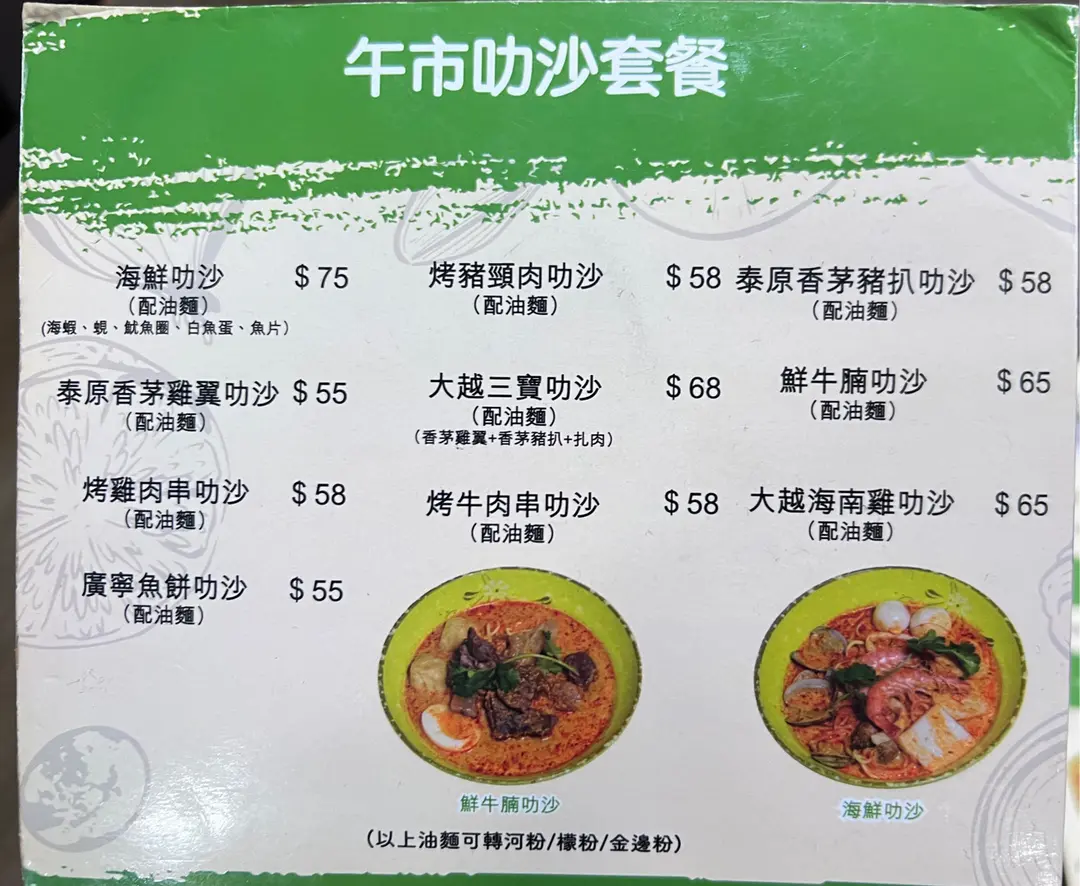 午市叻沙套餐
海鮮叻沙 $75
（配油麵）
(海蝦、蜆、魷魚圈、白魚蛋、魚片）
泰原香茅雞翼叻沙 $55
（配油麵）
烤雞肉串叻沙 $58
（配油麵）
廣寧魚餅叻沙 $55
（配油麵）
烤豬頸肉叻沙 $58
（配油麵）
大越三寶叻沙 $68
（配油麵）
（香茅雞翼+香茅豬扒+扎肉）
烤牛肉串叻沙 $58
（配油麵）
泰原香茅豬扒叻沙 $58
（配油麵）
鮮牛腩叻沙 $65
（配油麵）
大越海南雞叻沙 $65
（配油麵）
鮮牛腩叻沙
海鮮叻沙
（以上油麵可轉河粉/檬粉/金邊粉）